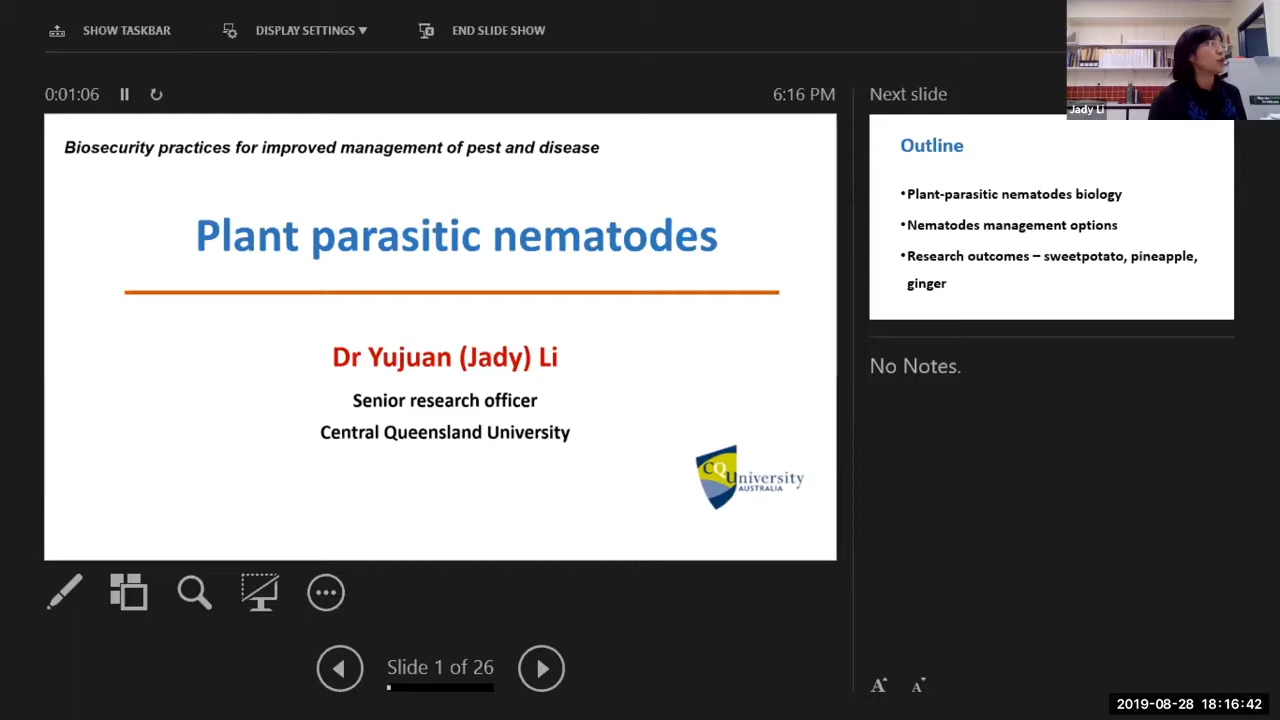 SHOW TASKBAR
DISPLAY SETTINGS
END SLIDE SHOW
0:01:06
6:16 PM
Next slide
Jady Li
Biosecurity practices for improved management of pest and disease
Plant parasitic nematodes
Dr Yujuan (Jady) Li
Senior research officer
Central Queensland University
CQUniversity
AUSTRALIA
Outline
•Plant-parasitic nematodes biology
•Nematodes management options
•Research outcomes – sweetpotato, pineapple,
ginger
No Notes.
Slide 1 of 26
A A
2019-08-28 18:16:42